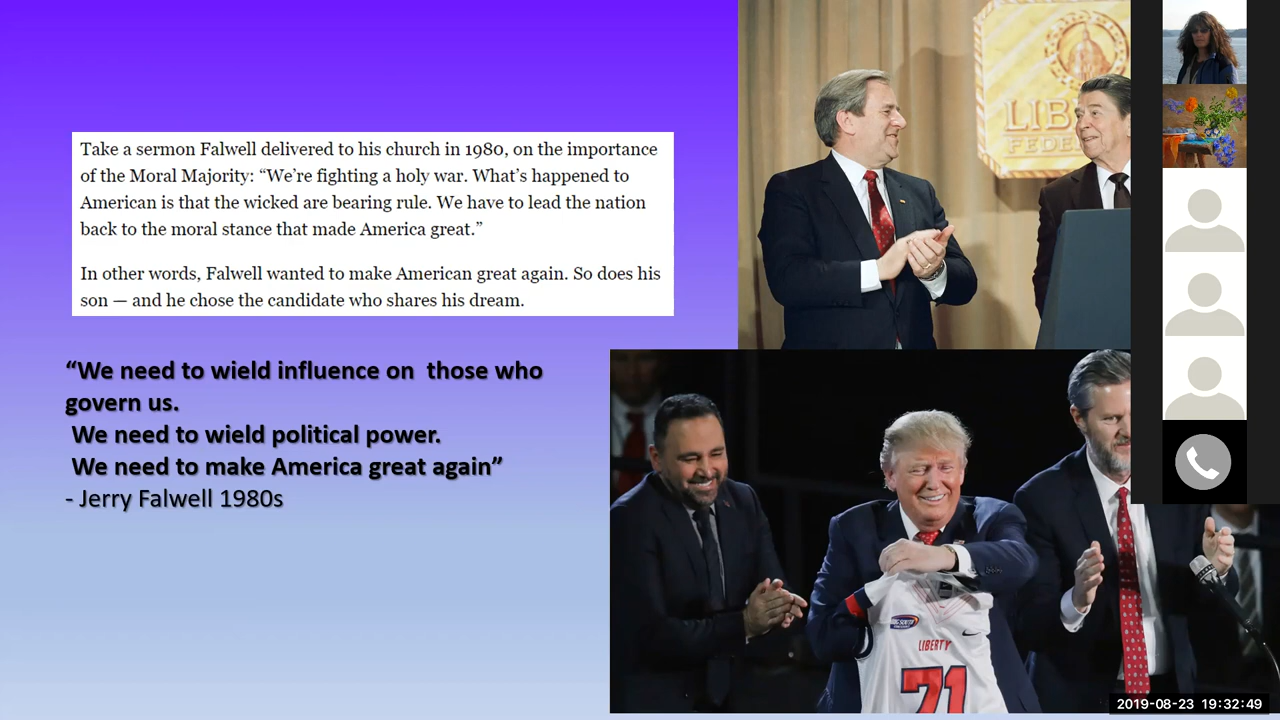 Take a sermon Falwell delivered to his church in 1980, on the importance
of the Moral Majority: “We’re fighting a holy war. What’s happened to
American is that the wicked are bearing rule. We have to lead the nation
back to the moral stance that made America great.”
In other words, Falwell wanted to make American great again. So does his
son — and he chose the candidate who shares his dream.
“We need to wield influence on  those who
govern us.
We need to wield political power.
We need to make America great again”
- Jerry Falwell 1980s
LIBERTY
71
2019-08-23 19:32:49